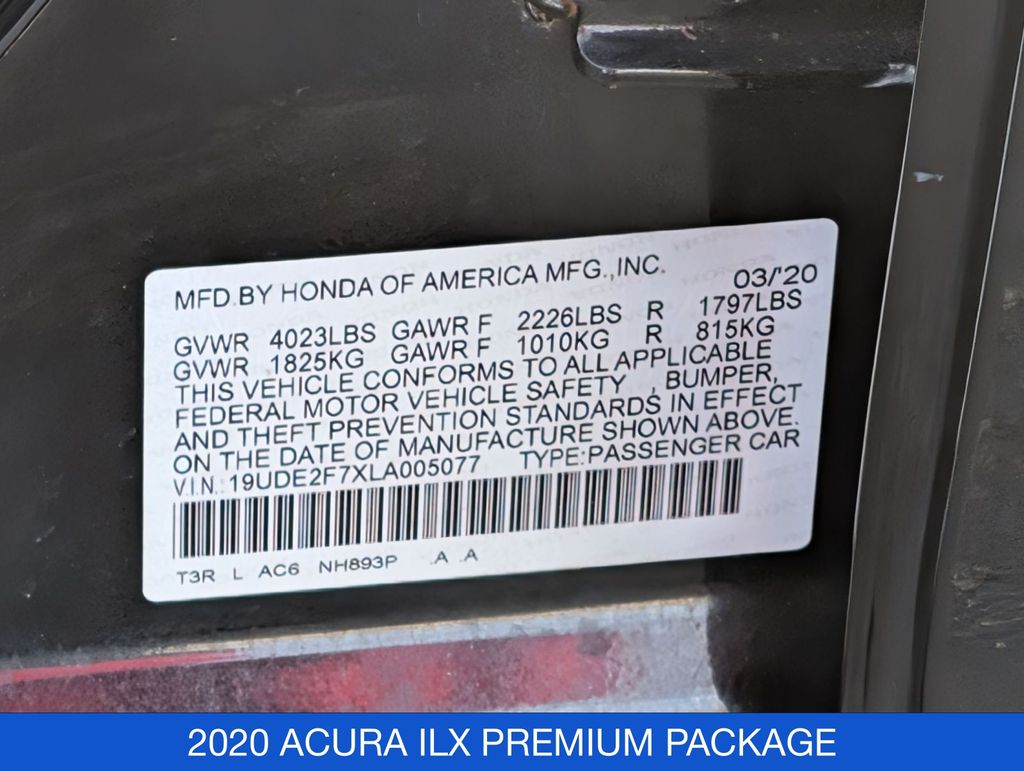 MFD.BY HONDA OF AMERICA MFG.,INC. 03/'20
GVWR 4023LBS GAWR F 2226LBS R 1797LBS
GVWR 1825KG GAWR F 1010KG R 815KG
THIS VEHICLE CONFORMS TO ALL APPLICABLE
FEDERAL MOTOR VEHICLE SAFETY , BUMPER,
AND THEFT PREVENTION STANDARDS IN EFFECT
ON THE DATE OF MANUFACTURE SHOWN ABOVE.
V.I.N.: 19UDE2F7XLA005077 TYPE:PASSENGER CAR
T3R L AC6 NH893P .A .A
2020 ACURA ILX PREMIUM PACKAGE